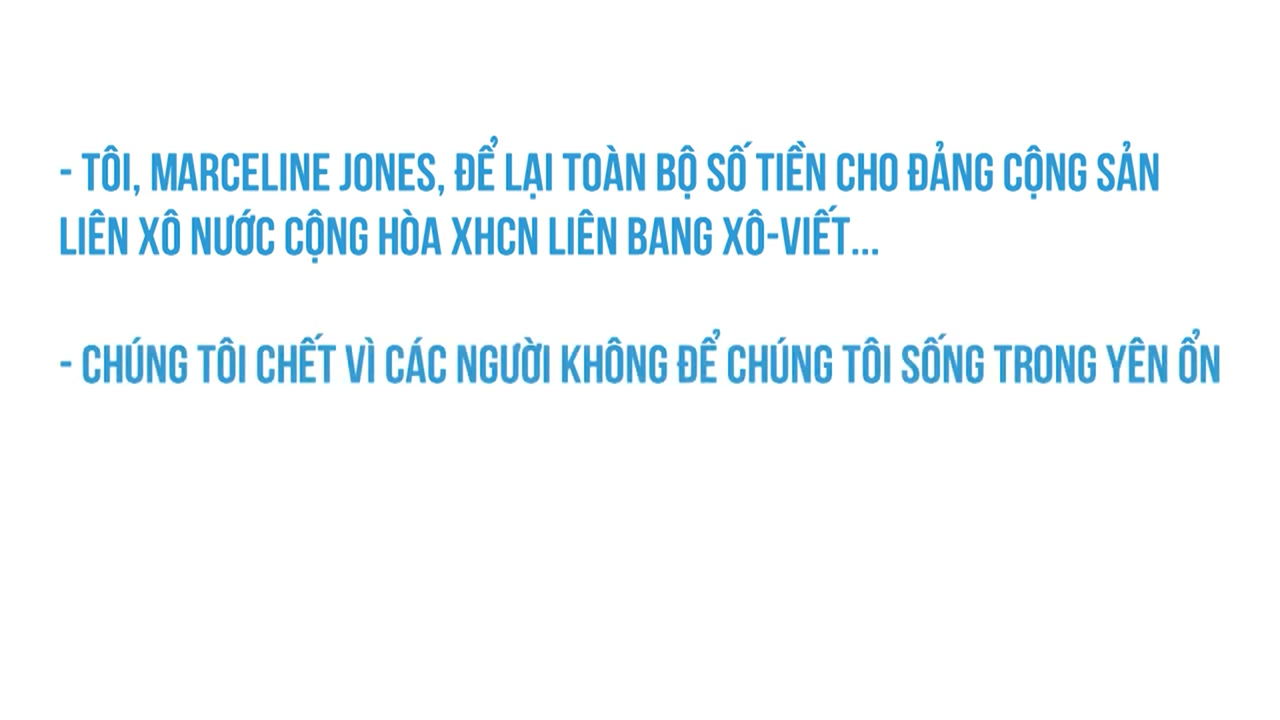 - TÔI, MARCELINE JONES, ĐỂ LẠI TOÀN BỘ SỐ TIỀN CHO ĐẢNG CỘNG SẢN
LIÊN XÔ NƯỚC CỘNG HÒA XHCN LIÊN BANG XÔ-VIẾT...
- CHÚNG TÔI CHẾT VÌ CÁC NGƯỜI KHÔNG ĐỂ CHÚNG TÔI SỐNG TRONG YÊN ỔN